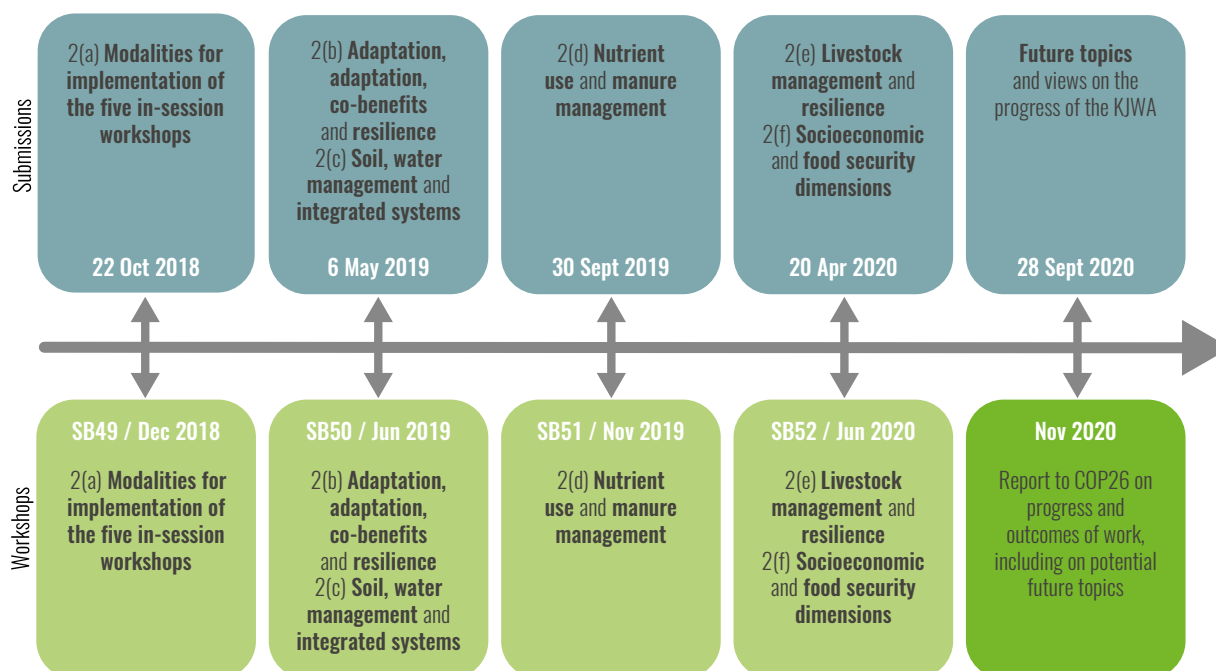 Submissions
2(a) Modalities for
implementation of
the five in-session
workshops
22 Oct 2018
2(b) Adaptation,
adaptation,
co-benefits
and resilience
2(c) Soil, water
management and
integrated systems
6 May 2019
2(d) Nutrient
use and manure
management
30 Sept 2019
2(e) Livestock
management and
resilience
2(f) Socioeconomic
and food security
dimensions
20 Apr 2020
Future topics
and views on the
progress of the KJWA
28 Sept 2020
Workshops
SB49 / Dec 2018
2(a) Modalities for
implementation of
the five in-session
workshops
SB50 / Jun 2019
2(b) Adaptation,
adaptation,
co-benefits
and resilience
2(c) Soil, water
management and
integrated systems
SB51 / Nov 2019
2(d) Nutrient
use and manure
management
SB52 / Jun 2020
2(e) Livestock
management and
resilience
2(f) Socioeconomic
and food security
dimensions
Nov 2020
Report to COP26 on
progress and
outcomes of work,
including on potential
future topics